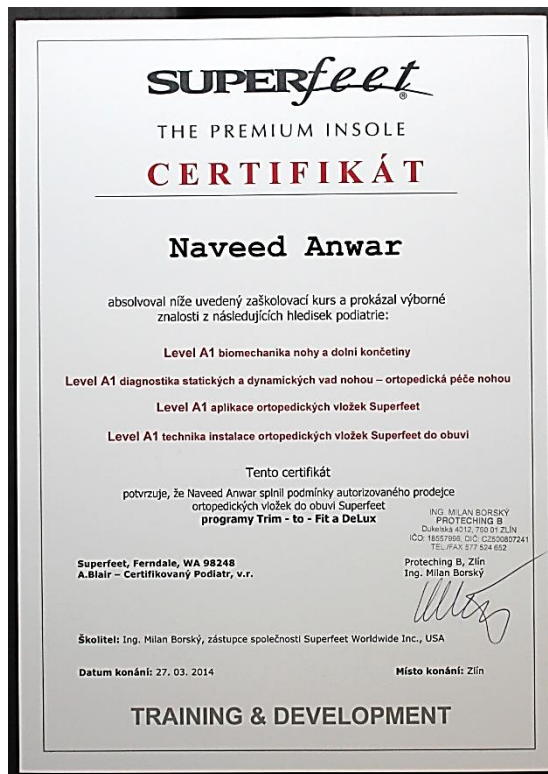 SUPERfeet®
THE PREMIUM INSOLE
CERTIFIKÁT
Naveed Anwar
absolvoval níže uvedený zaškolovací kurs a prokázal výborné
znalosti z následujících hledisek podiatrie:
Level A1 biomechanika nohy a dolní končetiny
Level A1 diagnostika statických a dynamických vad nohou – ortopedická péče nohou
Level A1 aplikace ortopedických vložek Superfeet
Level A1 technika instalace ortopedických vložek Superfeet do obuvi
Tento certifikát
potvrzuje, že Naveed Anwar splnil podmínky autorizovaného prodejce
ortopedických vložek do obuvi Superfeet
programy Trim - to - Fit a DeLux
ING. MILAN BORSKÝ
PROTECHING B
Dukelská 4012, 760 01 ZLÍN
IČO: 18557996, DIČ: CZ500807241
TEL./FAX 577 524 652
Superfeet, Ferndale, WA 98248
A.Blair – Certifikovaný Podiatr, v.r.
Proteching B, Zlín
Ing. Milan Borský
Školitel: Ing. Milan Borský, zástupce společnosti Superfeet Worldwide Inc., USA
Datum konání: 27. 03. 2014
Místo konání: Zlín
TRAINING & DEVELOPMENT